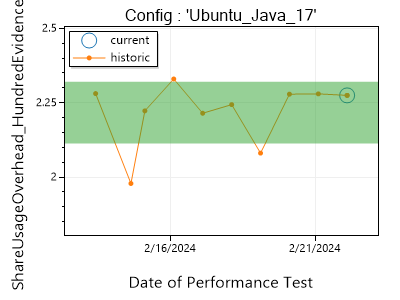 Config : 'Ubuntu_Java_17'
ShareUsageOverhead_HundredEvidence
2.5
2.25
2
current
historic
2/16/2024
2/21/2024
Date of Performance Test